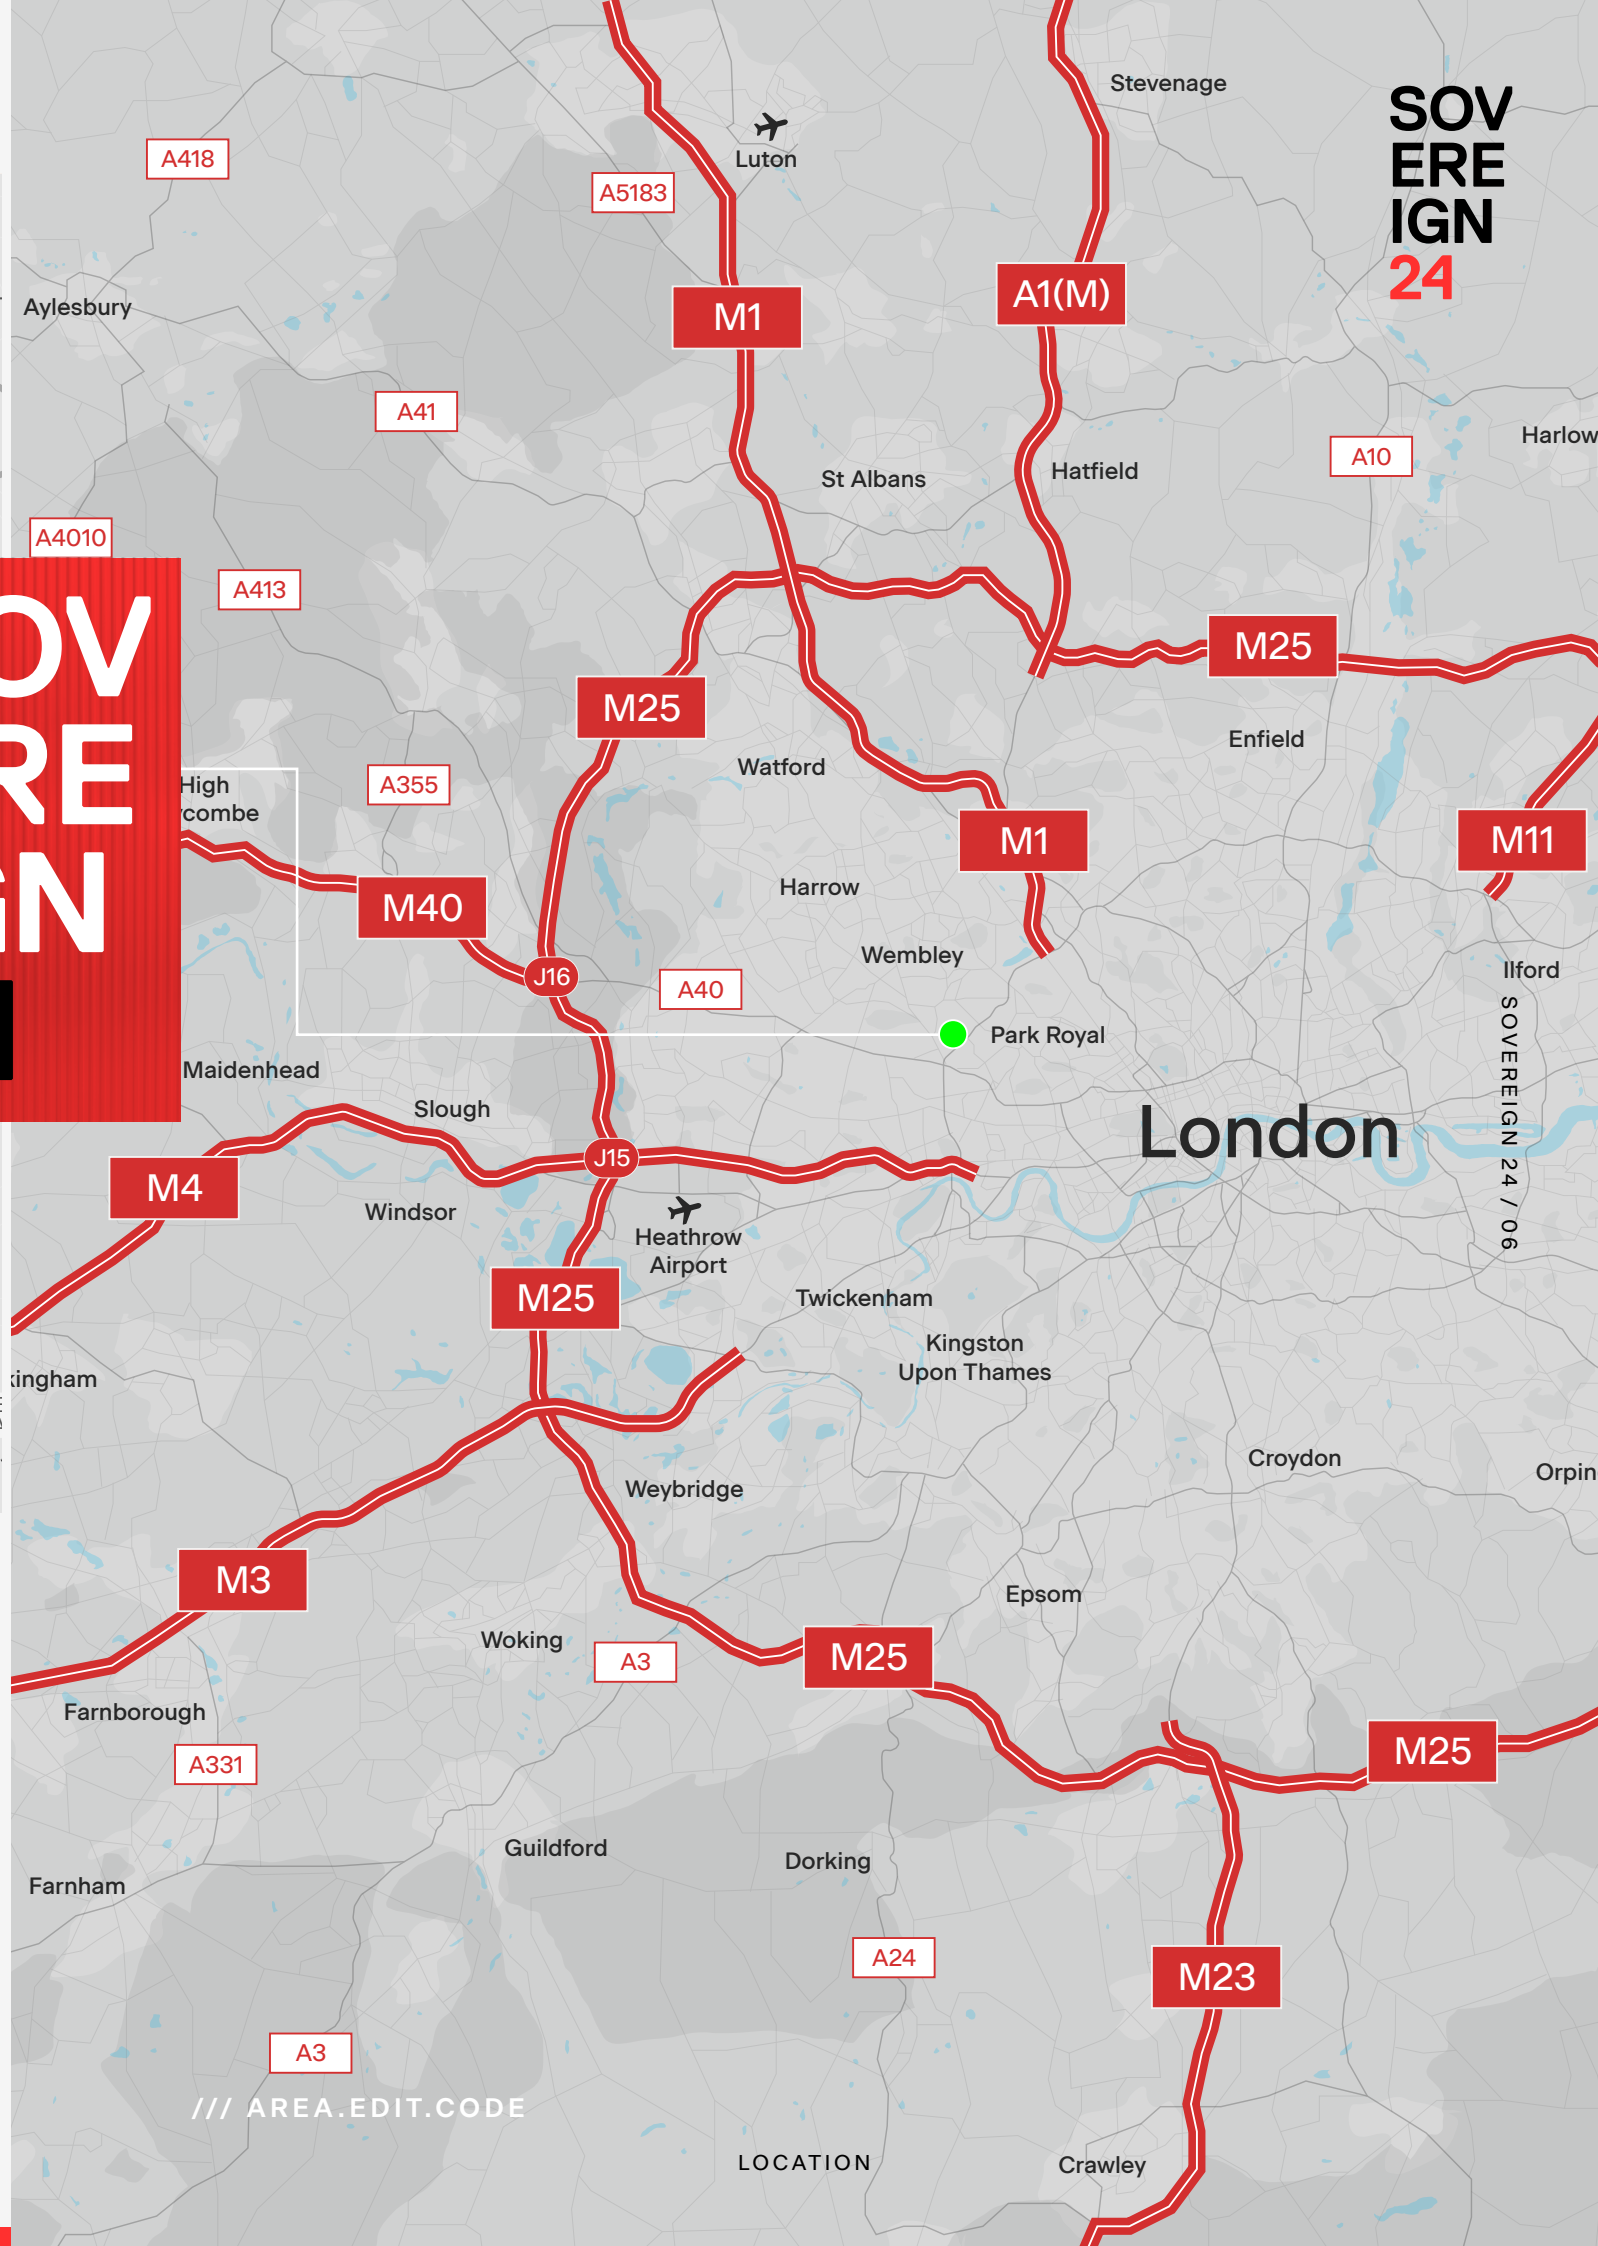 Stevenage
SOV
ERE
IGN
24
Luton
A418
A5183
A1(M)
M1
Aylesbury
A41
Harlow
A10
St Albans
Hatfield
A4010
A413
OV
RE
GN
M25
M25
Enfield
Watford
High
combe
A355
M11
M1
Harrow
M40
Wembley
Ilford
J16
A40
Park Royal
SOVEREIGN 24 / 06
Maidenhead
Slough
London
J15
M4
Windsor
Heathrow
Airport
M25
Twickenham
Kingston
Upon Thames
kingham
Croydon
Orpin
Weybridge
M3
Epsom
Woking
A3
M25
Farnborough
A331
M25
Guildford
Dorking
Farnham
A24
M23
A3
/// AREA.EDIT.CODE
LOCATION
Crawley